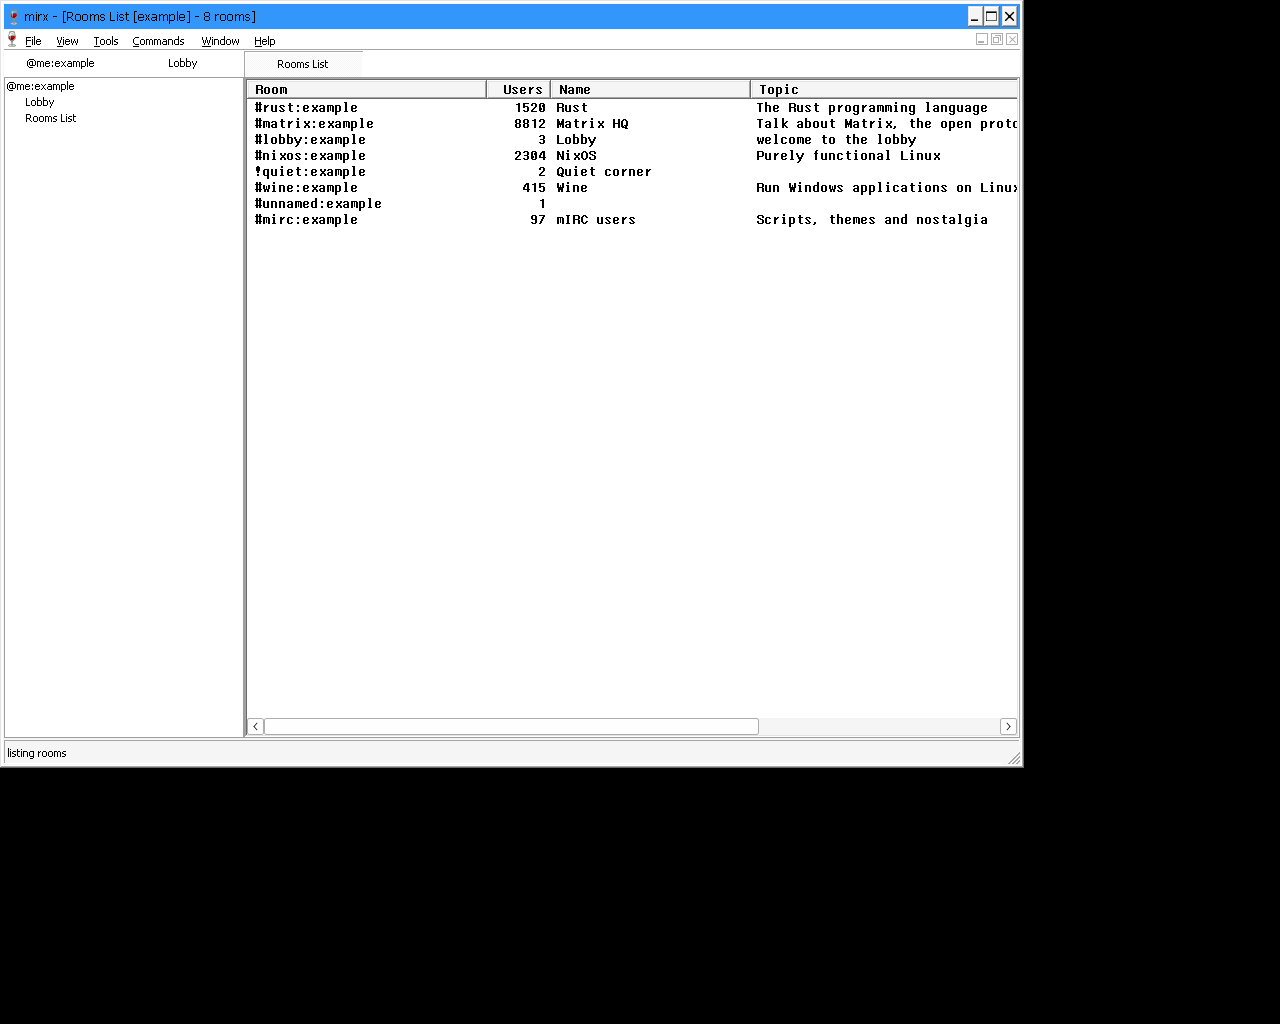 mirx - [Rooms List [example] - 8 rooms]
File View Tools Commands Window Help
@me:example Lobby Rooms List
@me:example
Lobby
Rooms List
Room Users Name Topic
#rust:example 1520 Rust The Rust programming language
#matrix:example 8812 Matrix HQ Talk about Matrix, the open proto
#lobby:example 3 Lobby welcome to the lobby
#nixos:example 2304 NixOS Purely functional Linux
!quiet:example 2 Quiet corner
#wine:example 415 Wine Run Windows applications on Linux
#unnamed:example 1
#mirc:example 97 mIRC users Scripts, themes and nostalgia
listing rooms